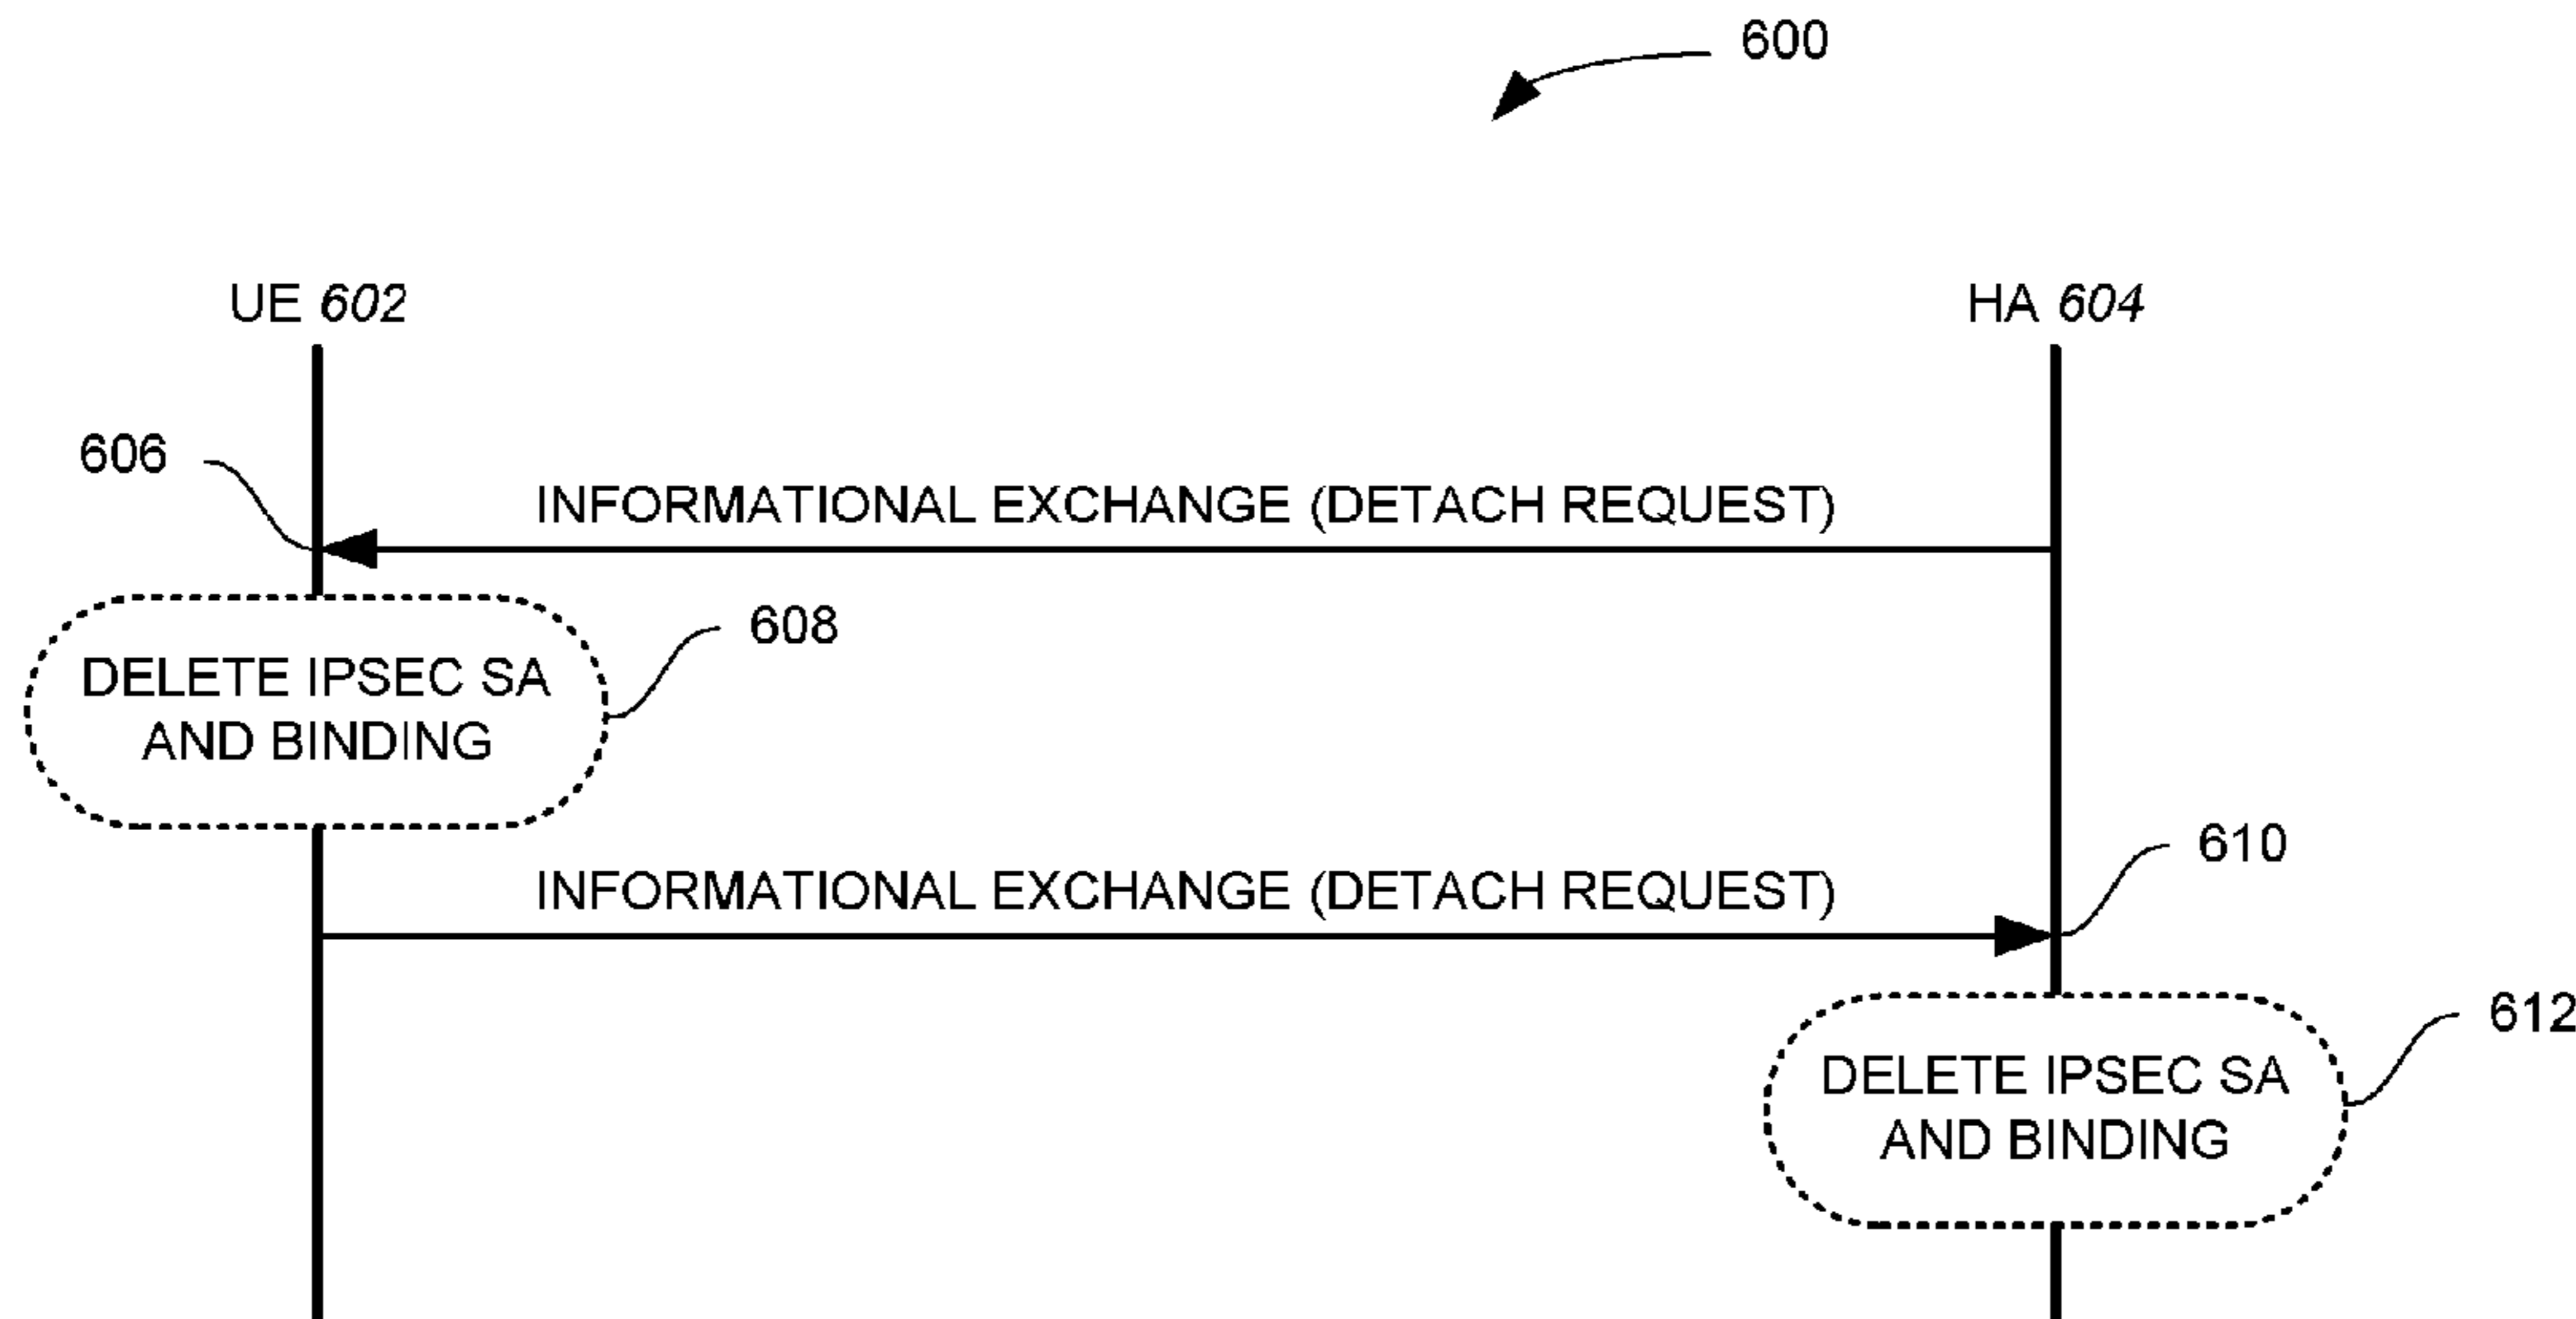 600
UE 602
HA 604
606
INFORMATIONAL EXCHANGE (DETACH REQUEST)
608
DELETE IPSEC SA
AND BINDING
610
INFORMATIONAL EXCHANGE (DETACH REQUEST)
612
DELETE IPSEC SA
AND BINDING